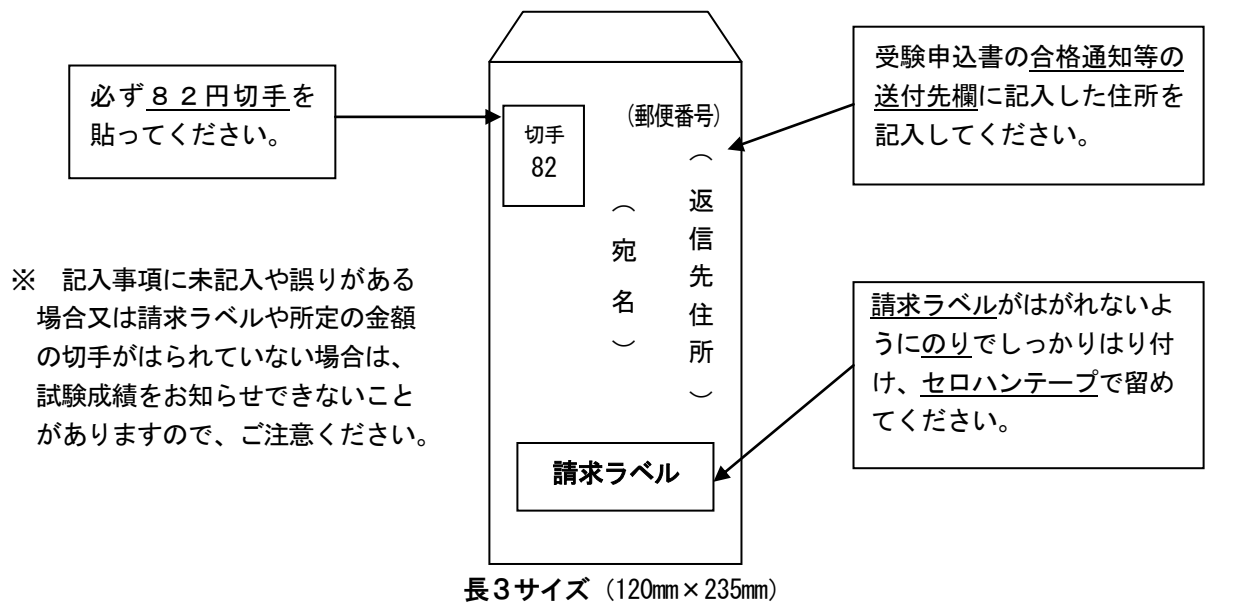 必ず８２円切手を
貼ってください。
切手
82
(郵便番号)
（返信先住所）
（宛名）
受験申込書の合格通知等の
送付先欄に記入した住所を
記入してください。
※　記入事項に未記入や誤りがある
場合又は請求ラベルや所定の金額
の切手がはられていない場合は、
試験成績をお知らせできないこと
がありますので、ご注意ください。
請求ラベルがはがれないよ
うにのりでしっかりはり付
け、セロハンテープで留め
てください。
請求ラベル
長３サイズ（120㎜×235㎜）